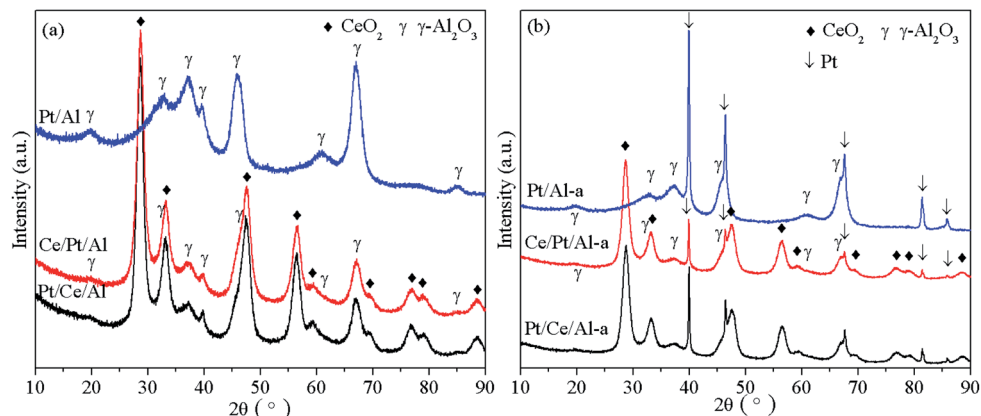 (a) ◆ CeO₂ γ γ-Al₂O₃
γ γ γ γ γ γ γ γ
Pt/Al
Ce/Pt/Al
γ γ γ γ γ γ γ
Pt/Ce/Al
Intensity (a.u.)
10 20 30 40 50 60 70 80 90
2θ (°)
(b) ◆ CeO₂ γ γ-Al₂O₃
↓ Pt
γ γ γ γ γ γ
Pt/Al-a
Ce/Pt/Al-a
γ γ γ γ γ γ
Pt/Ce/Al-a
Intensity (a.u.)
10 20 30 40 50 60 70 80 90
2θ (°)